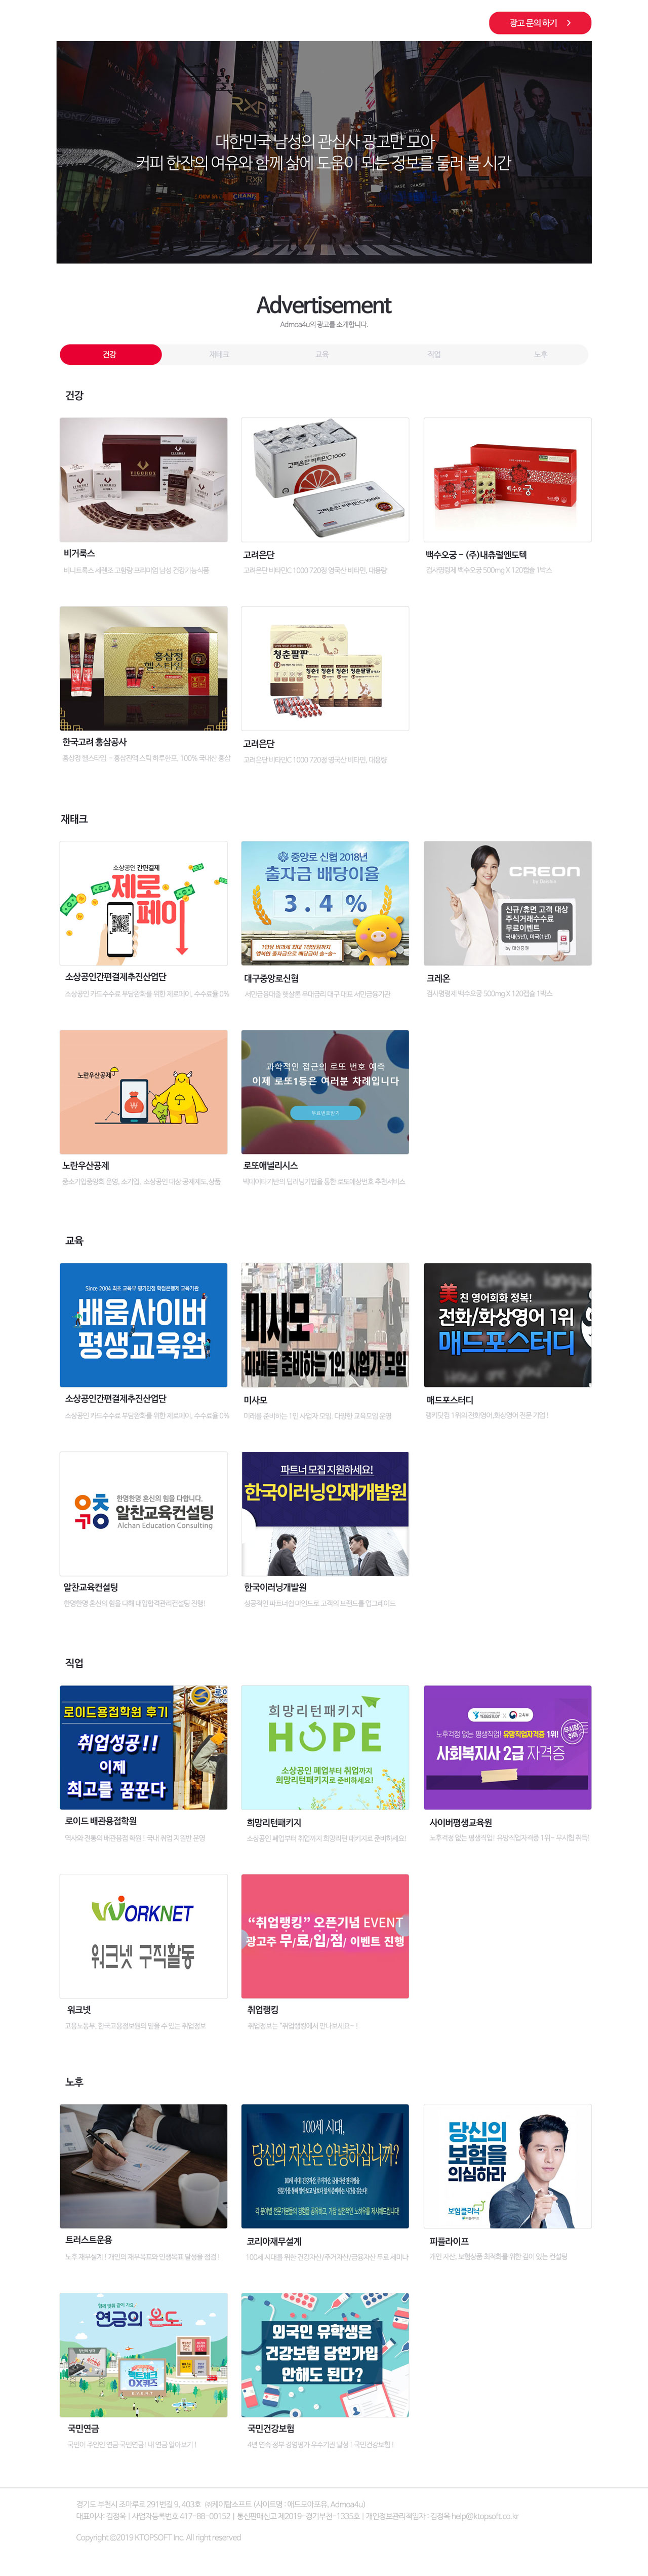 광고 문의 하기 >
대한민국 남성의 관심사 광고만 모아
커피 한잔의 여유와 함께 삶에 도움이 되는 정보를 둘러 볼 시간
Advertisement
Admoa4u의 광고를 소개합니다.
건강 재태크 교육 직업 노후
건강
비거룩스
고려은단
백수오궁 - (주)내츄럴엔도텍
고려은단 비타민C 1000 720정 영국산 비타민, 대용량
검사명령제 백수오궁 500mg X 120캡슐 1박스
홍삼정
헬스타임
청춘팔팔
한국고려 홍삼공사
고려은단
홍삼정 헬스타임 - 홍삼진액 스틱 하루한포, 100% 국내산 홍삼
고려은단 비타민C 1000 720정 영국산 비타민, 대용량
재태크
소상공인 간편결제
제로
페이
중앙로 신협 2018년
출자금 배당이율
3.4%
CREON
신규/휴면 고객 대상
주식거래수수료
무료이벤트
국내(5년), 미국(1년)
by 대신증권
소상공인간편결제추진산업단
대구중앙로신협
크레온
소상공인 카드수수료 부담완화를 위한 제로페이, 수수료율 0%
서민금융대출 햇살론 우대금리 대구 대표 서민금융기관
검사명령제 백수오궁 500mg X 120캡슐 1박스
노란우산공제
과학적인 접근의 로또 번호 예측
이제 로또1등은 여러분 차례입니다
무료번호받기
노란우산공제
로또애널리시스
중소기업중앙회 운영, 소기업, 소상공인 대상 공제제도,상품
빅데이터기반의 딥러닝기법을 통한 로또예상번호 추천서비스
교육
Since 2004 최초 교육부 평가인정 학점은행제 교육기관
배움사이버
평생교육원
미사모
미래를 준비하는 1인 사업가 모임
美친 영어회화 정복!
전화/화상영어 1위
매드포스터디
소상공인간편결제추진산업단
미사모
매드포스터디
소상공인 카드수수료 부담완화를 위한 제로페이, 수수료율 0%
미래를 준비하는 1인 사업자 모임, 다양한 교육모임 운영
랭키닷컴 1위의 전화영어,화상영어 전문 기업 !
한명한명 혼신의 힘을 다합니다.
알찬교육컨설팅
Alchan Education Consulting
파트너 모집 지원하세요!
한국이러닝인재개발원
알찬교육컨설팅
한국이러닝개발원
한명한명 혼신의 힘을 다해 대입합격관리컨설팅 진행!
성공적인 파트너쉽 마인드로 고객의 브랜드를 업그레이드
직업
로이드용접학원 후기
취업성공!!
이제
최고를 꿈꾼다
희망리턴패키지
HOPE
소상공인 폐업부터 취업까지
희망리턴패키지로 준비하세요!
노후걱정 없는 평생직업! 유망직업자격증 1위!
사회복지사 2급 자격증
로이드 배관용접학원
희망리턴패키지
사이버평생교육원
역사와 전통의 배관용접 학원 ! 국내 취업 지원반 운영
소상공인 폐업부터 취업까지 희망리턴 패키지로 준비하세요!
노후걱정 없는 평생직업! 유망직업자격증 1위~ 무시험 취득!
WORKNET
워크넷 구직활동
“취업랭킹” 오픈기념 EVENT
광고주 무/료/입/점/ 이벤트 진행
워크넷
취업랭킹
고용노동부, 한국고용정보원의 믿을 수 있는 취업정보
취업정보는 "취업랭킹에서 만나보세요~ !
노후
100세 시대,
당신의 자산은 안녕하십니까?
당신의
보험을
의심하라
보험클리닉
트러스트운용
코리아재무설계
피플라이프
노후 재무설계 ! 개인의 재무목표와 인생목표 달성을 점검 !
100세 시대를 위한 건강자산/주거자산/금융자산 무료 세미나
개인 자산, 보험상품 최적화를 위한 깊이 있는 컨설팅
연금의 온도
팩트체크
OX퀴즈
외국인 유학생은
건강보험 당연가입
안해도 된다?
국민연금
국민건강보험
국민이 주인인 연금 국민연금! 내 연금 알아보기 !
4년 연속 정부 경영평가 우수기관 달성 ! 국민건강보험 !
경기도 부천시 조마루로 291번길 9, 403호 ㈜케이탑소프트 (사이트명 : 애드모아포유, Admoa4u)
대표이사: 김정욱 | 사업자등록번호 417-88-00152 | 통신판매신고 제2019-경기부천-1335호 | 개인정보관리책임자 : 김정욱 help@ktopsoft.co.kr
Copyright ©2019 KTOPSOFT Inc. All right reserved